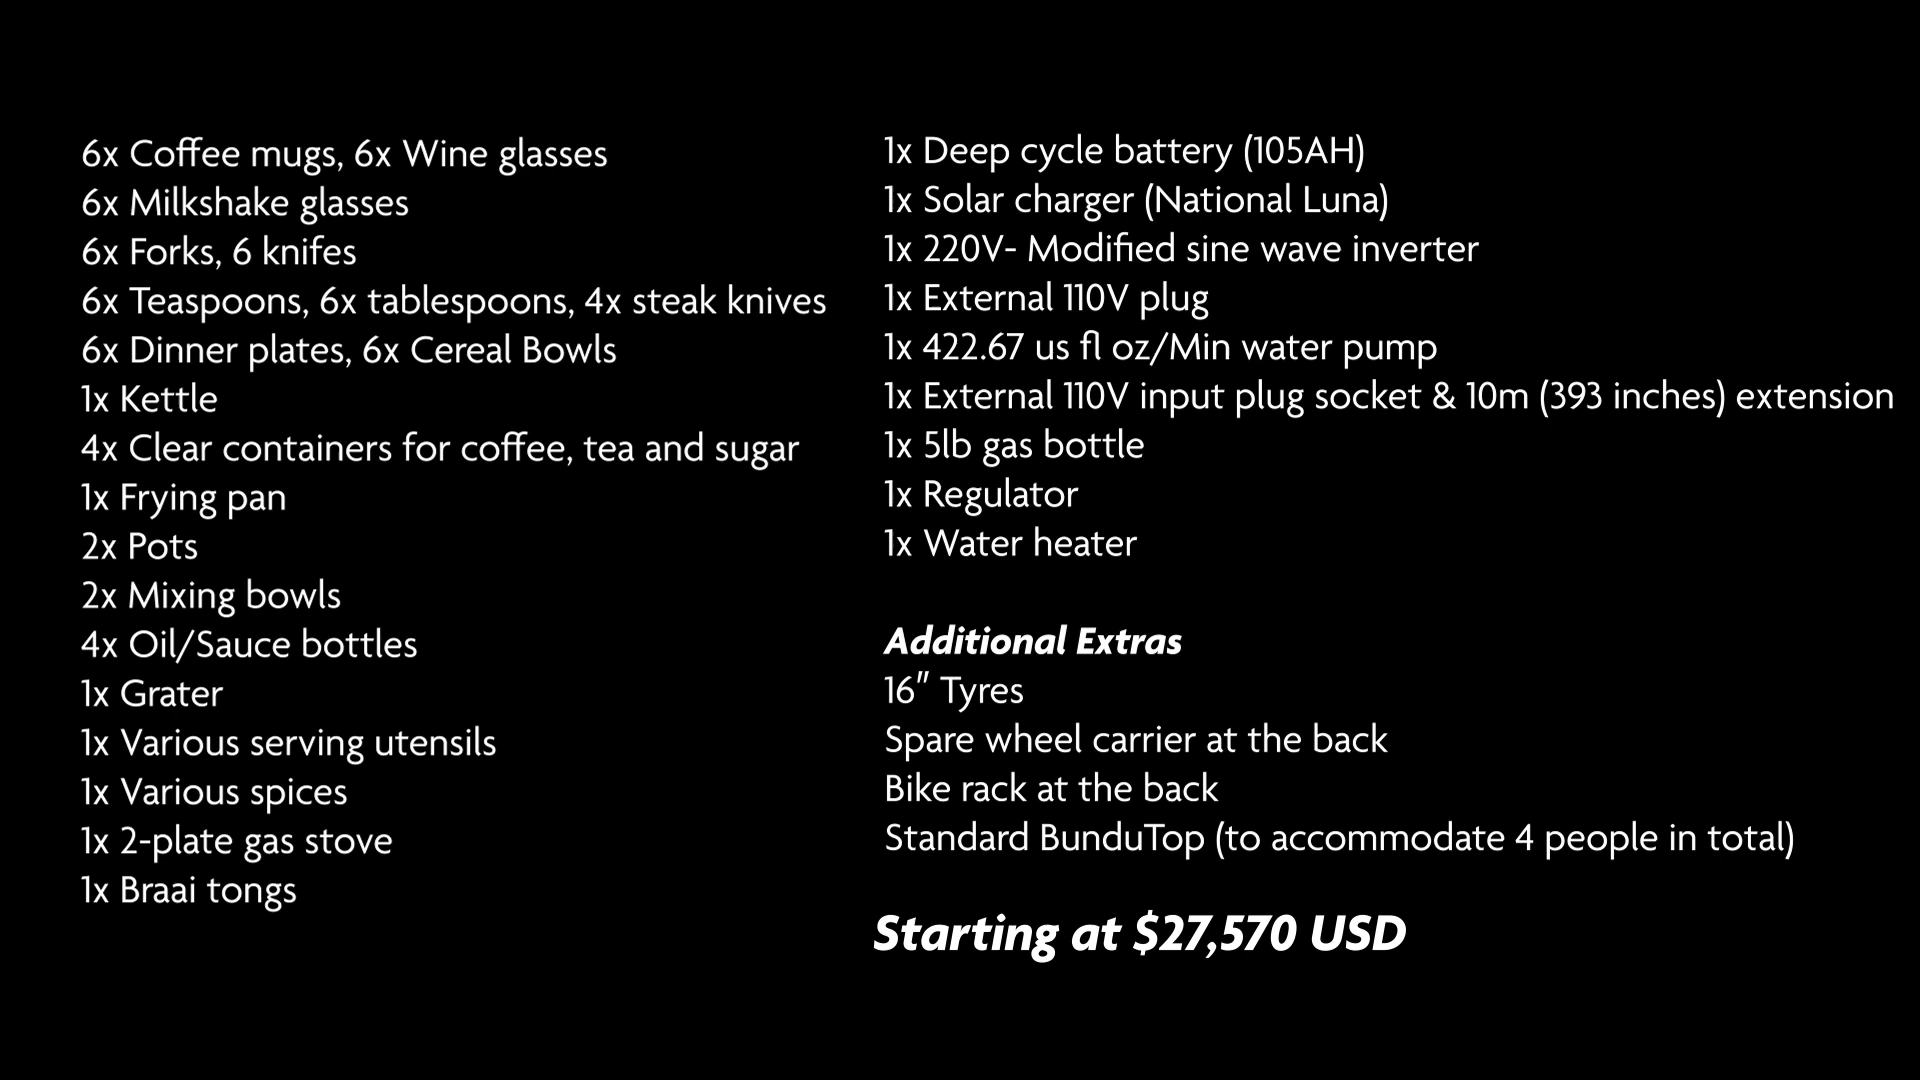 6x Coffee mugs, 6x Wine glasses
6x Milkshake glasses
6x Forks, 6 knifes
6x Teaspoons, 6x tablespoons, 4x steak knives
6x Dinner plates, 6x Cereal Bowls
1x Kettle
4x Clear containers for coffee, tea and sugar
1x Frying pan
2x Pots
2x Mixing bowls
4x Oil/Sauce bottles
1x Grater
1x Various serving utensils
1x Various spices
1x 2-plate gas stove
1x Braai tongs
1x Deep cycle battery (105AH)
1x Solar charger (National Luna)
1x 220V- Modified sine wave inverter
1x External 110V plug
1x 422.67 us fl oz/Min water pump
1x External 110V input plug socket & 10m (393 inches) extension
1x 5lb gas bottle
1x Regulator
1x Water heater
Additional Extras
16" Tyres
Spare wheel carrier at the back
Bike rack at the back
Standard BunduTop (to accommodate 4 people in total)
Starting at $27,570 USD